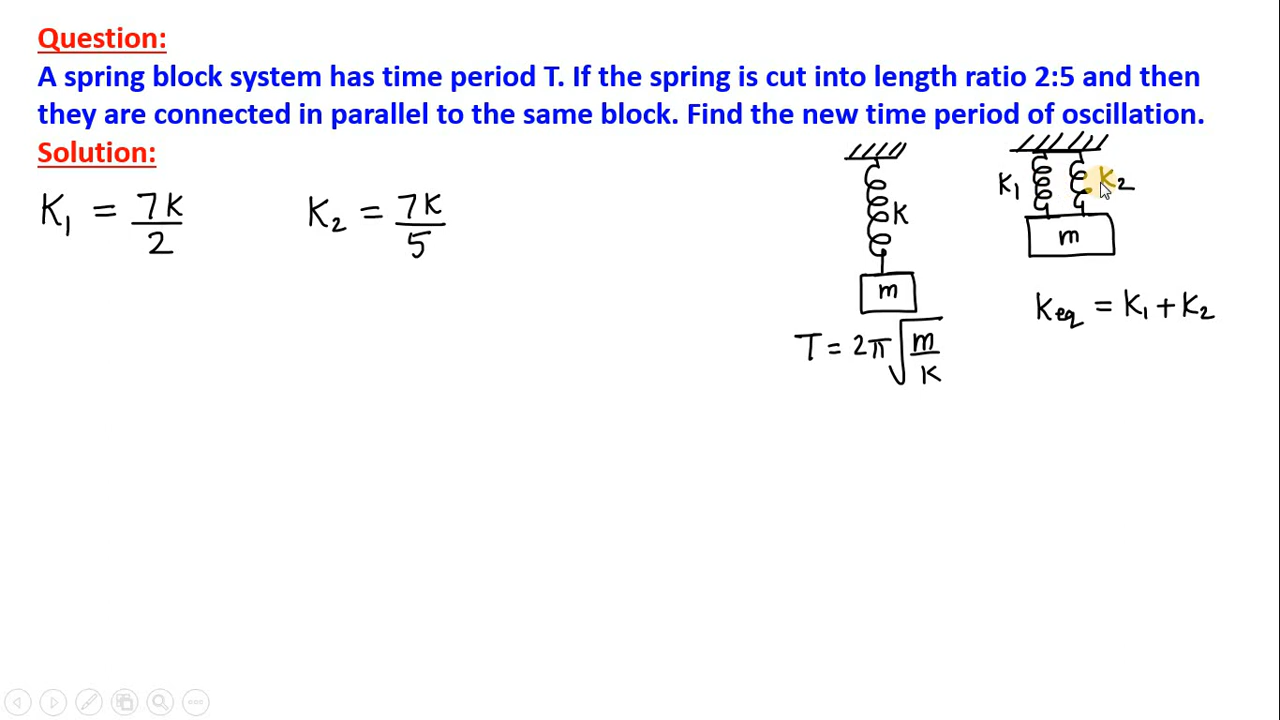 Question:
A spring block system has time period T. If the spring is cut into length ratio 2:5 and then
they are connected in parallel to the same block. Find the new time period of oscillation.
Solution:
K₁ = 7K/2
K₂ = 7K/5
K
m
T = 2π√(m/K)
K₁
K₂
m
Keq = K₁ + K₂